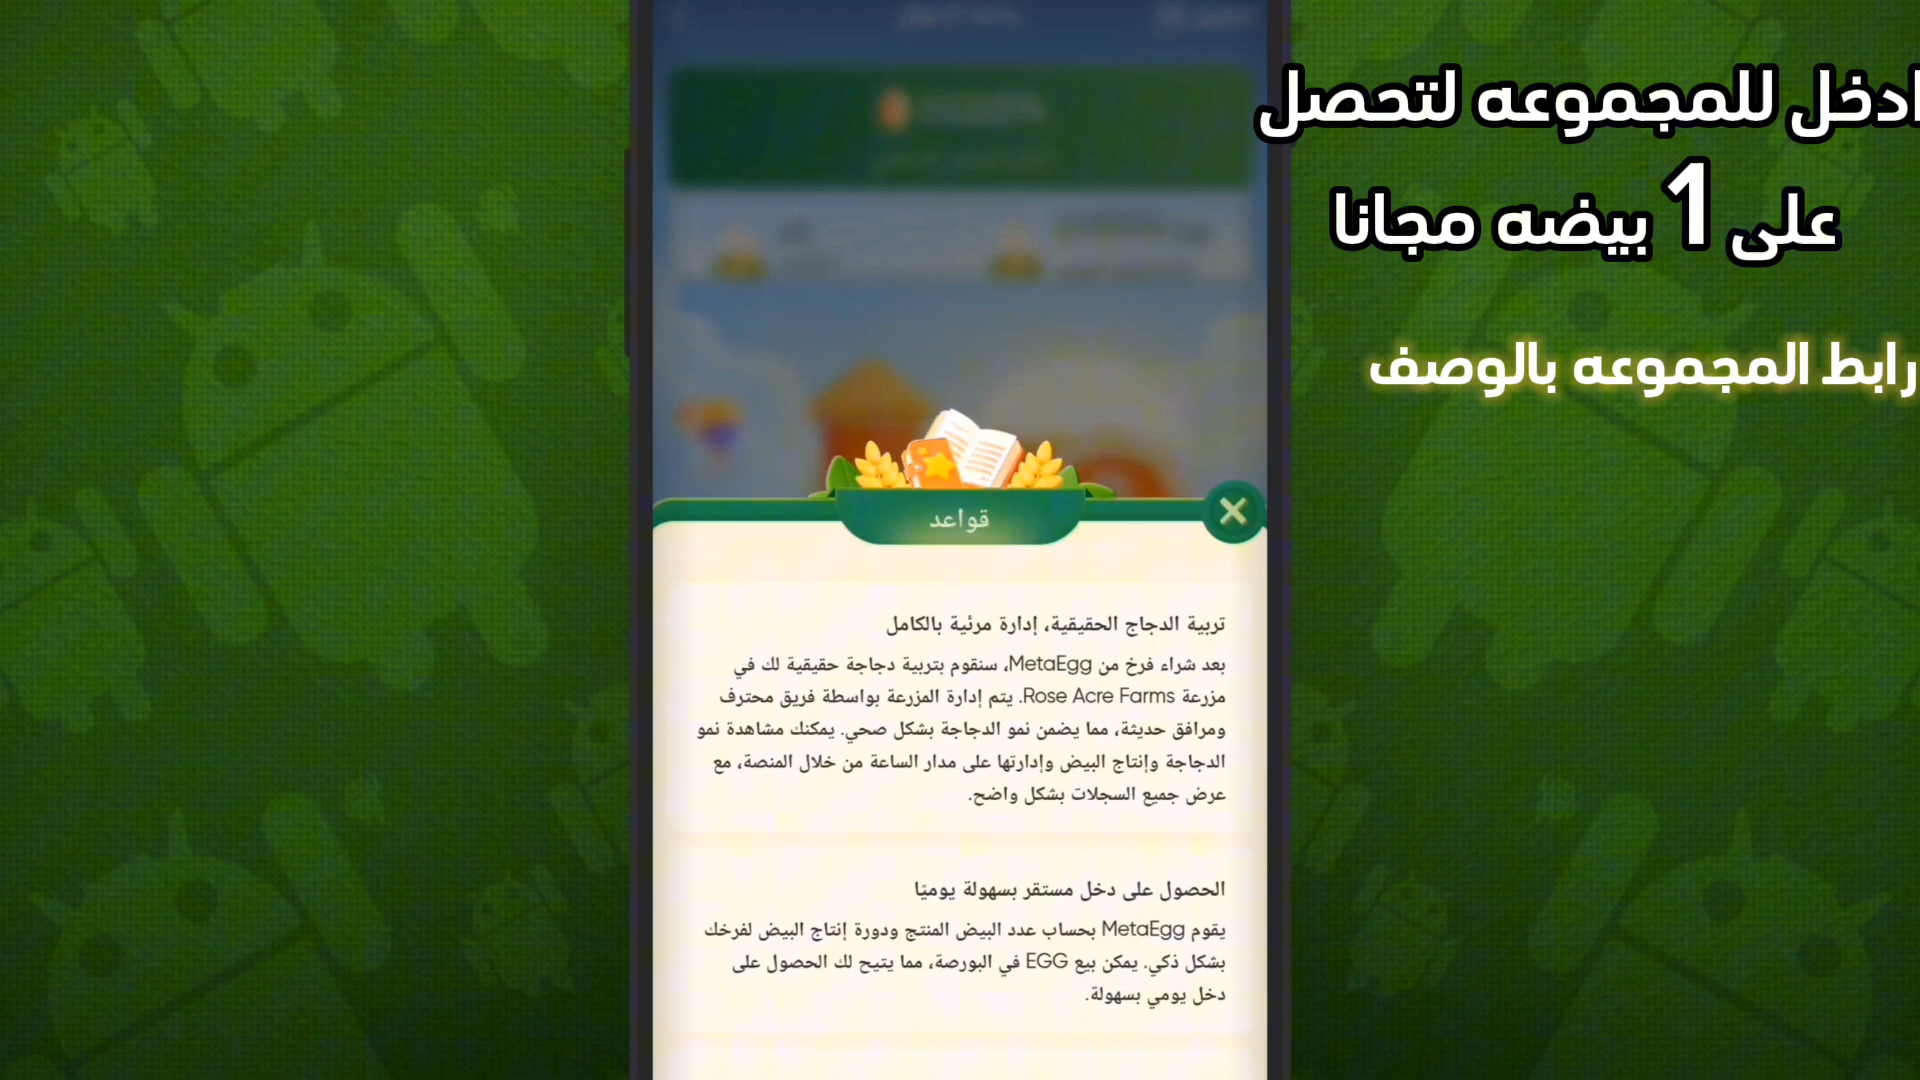 ادخل للمجموعه لتحصل
على 1 بيضه مجانا
رابط المجموعه بالوصف
قواعد
تربية الدجاج الحقيقية، إدارة مرئية بالكامل
بعد شراء فرخ من MetaEgg، سنقوم بتربية دجاجة حقيقية لك في
مزرعة Rose Acre Farms. يتم إدارة المزرعة بواسطة فريق محترف
ومرافق حديثة، مما يضمن نمو الدجاجة بشكل صحي. يمكنك مشاهدة نمو
الدجاجة وإنتاج البيض وإدارتها على مدار الساعة من خلال المنصة، مع
عرض جميع السجلات بشكل واضح.
الحصول على دخل مستقر بسهولة يوميًا
يقوم MetaEgg بحساب عدد البيض المنتج ودورة إنتاج البيض لفرخك
بشكل ذكي. يمكن بيع EGG في البورصة، مما يتيح لك الحصول على
دخل يومي بسهولة.